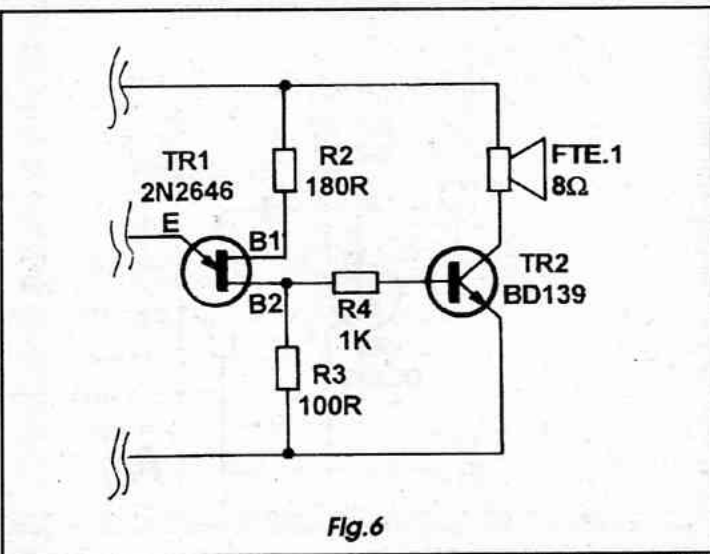 TR1
2N2646
E
B1
B2
R2
180R
FTE.1
8Ω
R4
1K
TR2
BD139
R3
100R
Fig.6